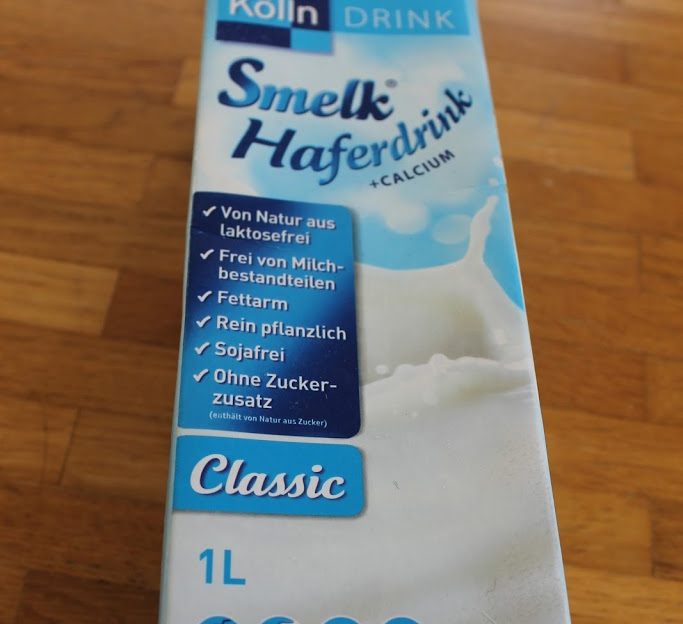 Kölln DRINK
Smelk®
Haferdrink
+CALCIUM
✔ Von Natur aus
laktosefrei
✔ Frei von Milch-
bestandteilen
✔ Fettarm
✔ Rein pflanzlich
✔ Sojafrei
✔ Ohne Zucker-
zusatz
(enthält von Natur aus Zucker)
Classic
1L